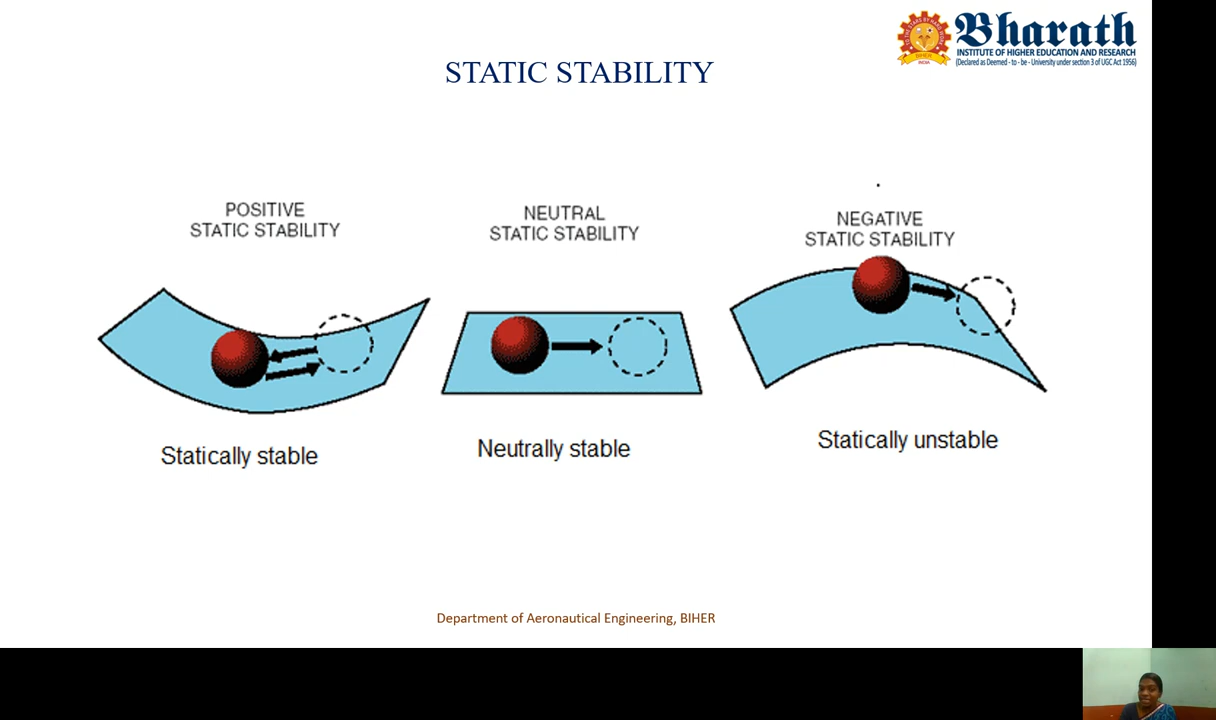 Bharath
INSTITUTE OF HIGHER EDUCATION AND RESEARCH
(Declared as Deemed - to - be - University under section 3 of UGC Act 1956)
BIHER
INDIA
STATIC STABILITY
POSITIVE
STATIC STABILITY
NEUTRAL
STATIC STABILITY
NEGATIVE
STATIC STABILITY
Statically stable
Neutrally stable
Statically unstable
Department of Aeronautical Engineering, BIHER